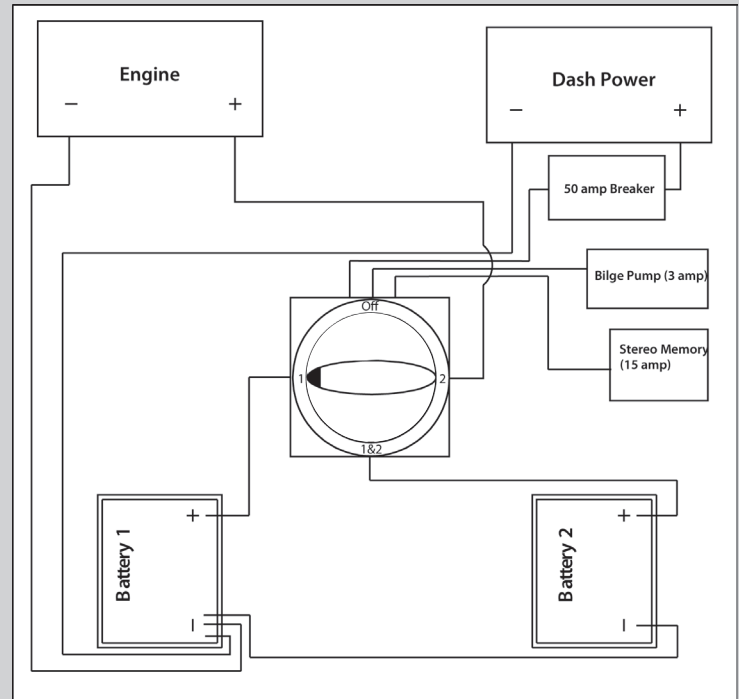 Engine
− +
Dash Power
− +
50 amp Breaker
Bilge Pump (3 amp)
Stereo Memory
(15 amp)
Off
1 2
1&2
Battery 1
+
−
Battery 2
+
−